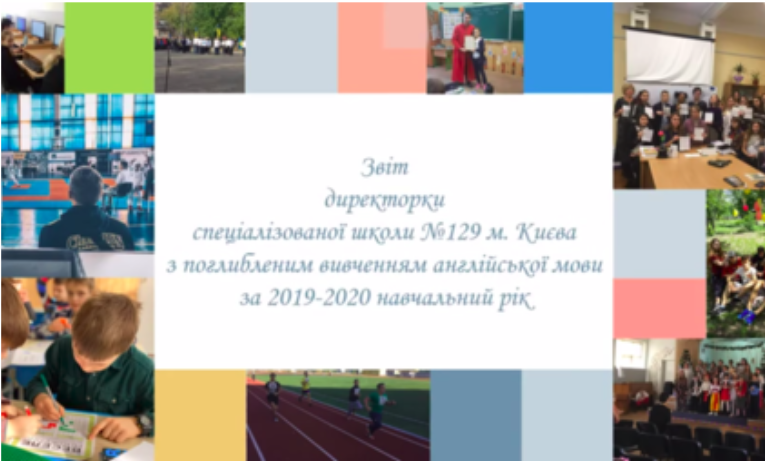 Звіт
директорки
спеціалізованої школи №129 м. Києва
з поглибленим вивченням англійської мови
за 2019-2020 навчальний рік